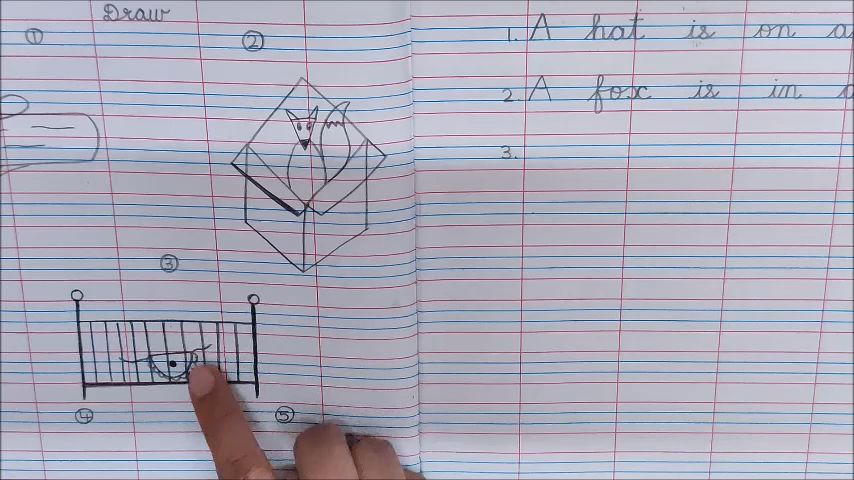 Draw
① ②
1. A hat is on a
2. A fox is in
3.
③
④ ⑤